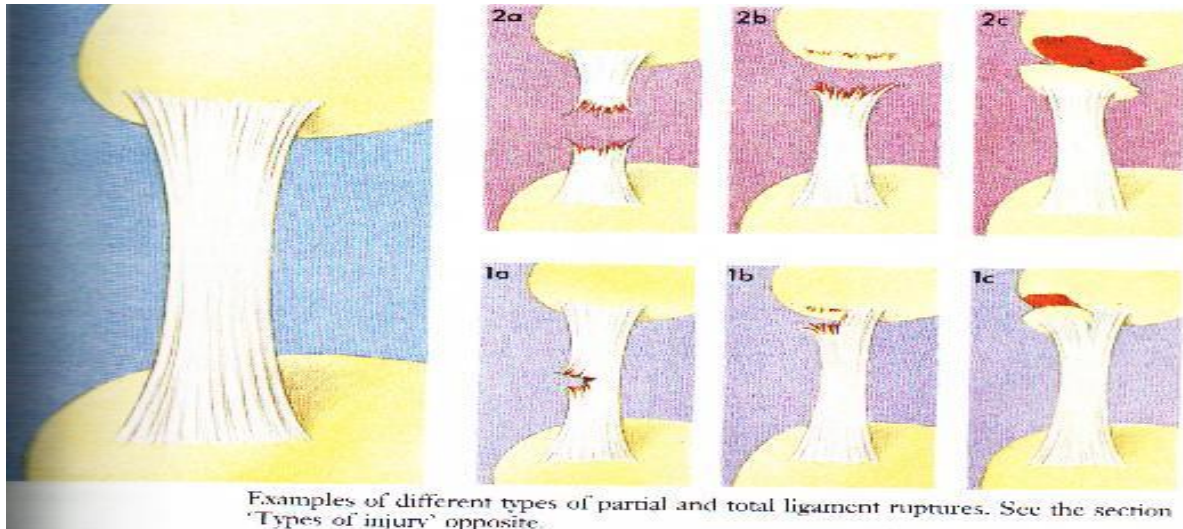 2a
2b
2c
1a
1b
1c
Examples of different types of partial and total ligament ruptures. See the section
'Types of injury' opposite.